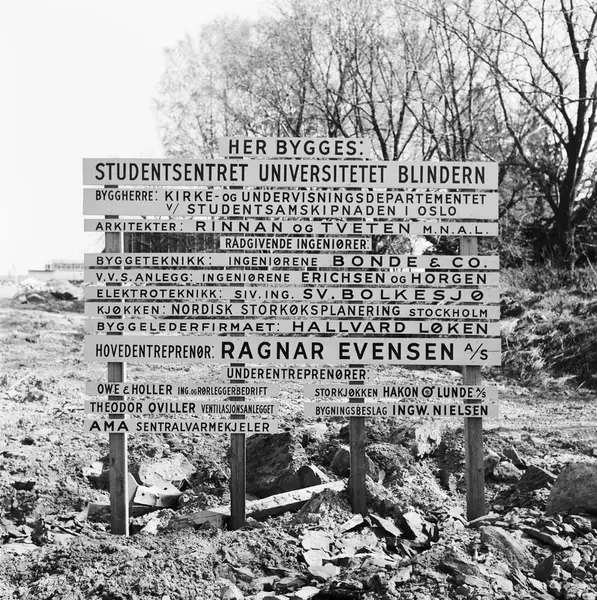 HER BYGGES:
STUDENTSENTRET UNIVERSITETET BLINDERN
BYGGHERRE: KIRKE- OG UNDERVISNINGSDEPARTEMENTET
V/ STUDENTSAMSKIPNADEN I OSLO
ARKITEKTER: RINNAN OG TVETEN M.N.A.L.
RÅDGIVENDE INGENIØRER:
BYGGETEKNIKK: INGENIØRENE BONDE & CO.
V.V.S. ANLEGG: INGENIØRENE ERICHSEN OG HORGEN
ELEKTROTEKNIKK: SIV. ING. SV. BOLKESJØ
KJØKKEN: NORDISK STORKØKSPLANERING STOCKHOLM
BYGGELEDERFIRMAET: HALLVARD LØKEN
HOVEDENTREPRENØR: RAGNAR EVENSEN A/S
UNDERENTREPRENØRER:
OWE & HOLLER ING. OG RØRLEGGERBEDRIFT
THEODOR QVILLER VENTILASJONSANLEGGET
AMA SENTRALVARMEKJELER
STORKJØKKEN HAKON LUNDE A/S
BYGNINGSBESLAG INGW. NIELSEN